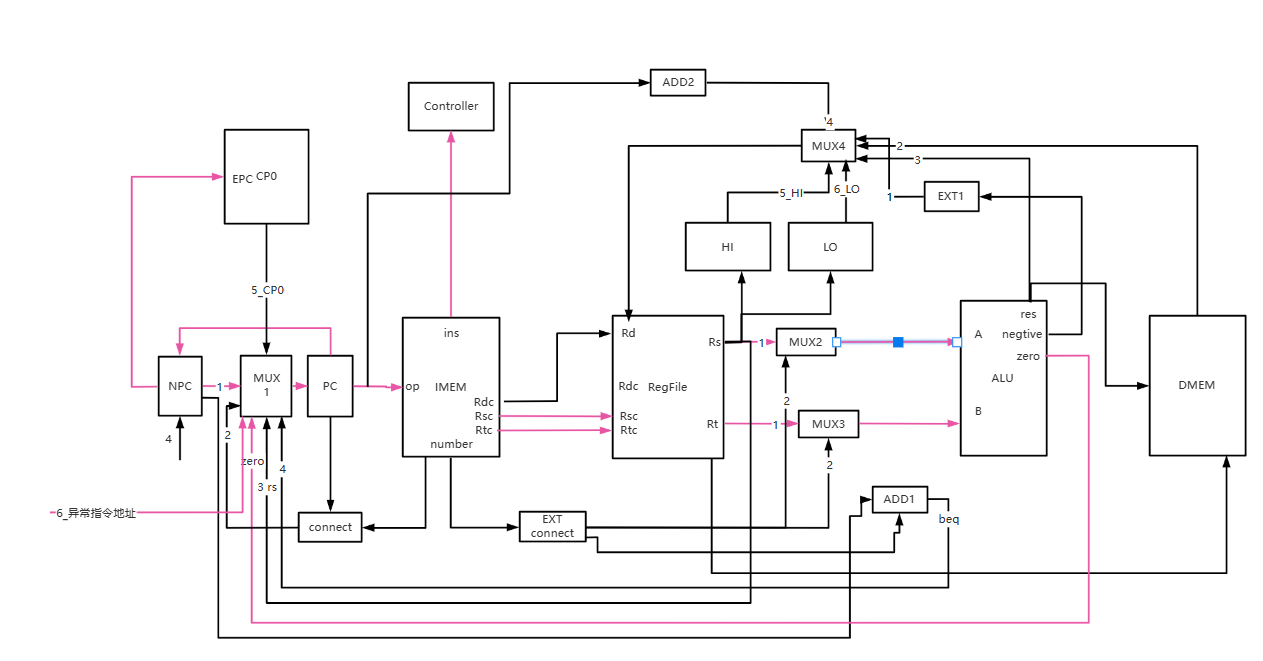 ADD2
Controller
4
MUX4
2
3
EPC CP0
5_HI
6_LO
1
EXT1
HI
LO
5_CP0
res
ins
Rd
A
negtive
Rs
1
MUX2
zero
NPC
1
MUX
1
PC
op
IMEM
Rdc
RegFile
ALU
DMEM
Rdc
2
B
Rsc
Rsc
Rt
1
MUX3
Rtc
Rtc
4
2
number
zero
4
2
3 rs
ADD1
6_异常指令地址
connect
EXT
connect
beq